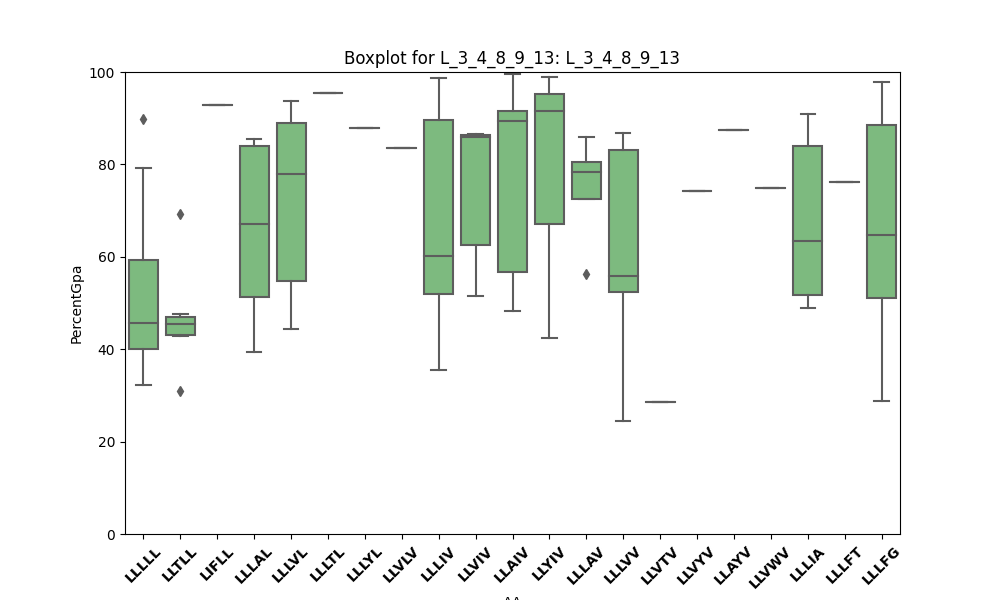 Boxplot for L_3_4_8_9_13: L_3_4_8_9_13
PercentGpa
100
80
60
40
20
0
LLLLL LLTLL LIFLL LLLAL LLLVL LLLTL LLLYL LLVLV LLLIV LLVIV LLAIV LLYIV LLLAV LLLVV LLVTV LLVYV LLAYV LLVWV LLLIA LLLFT LLLFG